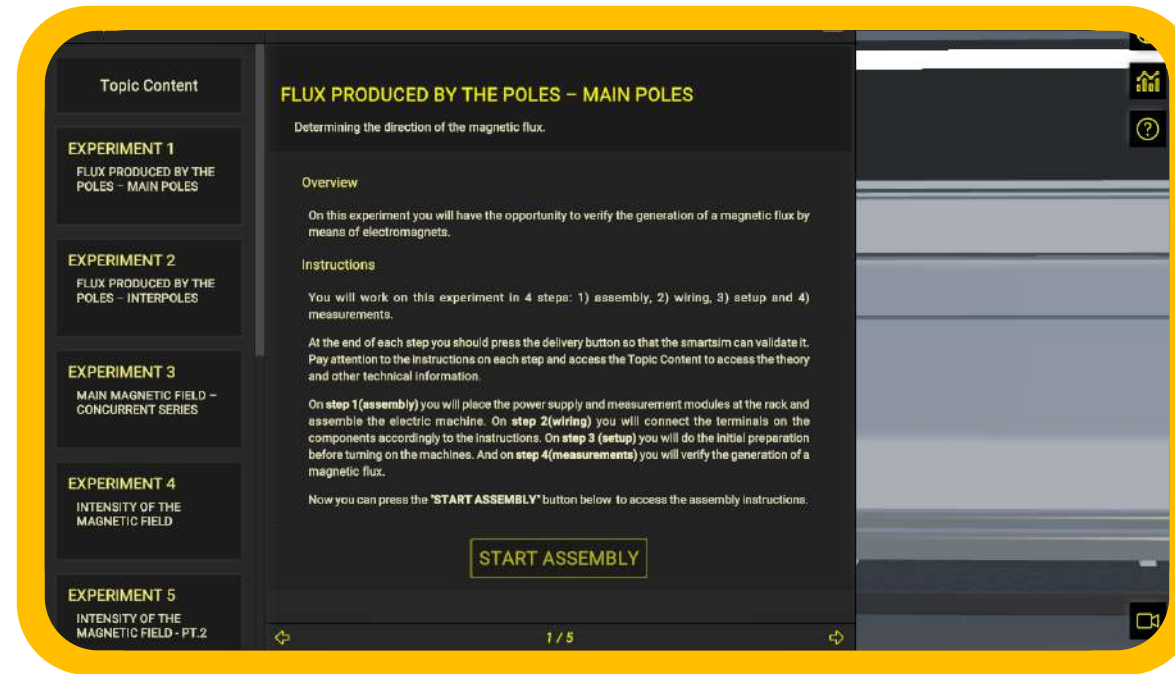 Topic Content
EXPERIMENT 1
FLUX PRODUCED BY THE
POLES – MAIN POLES
EXPERIMENT 2
FLUX PRODUCED BY THE
POLES – INTERPOLES
EXPERIMENT 3
MAIN MAGNETIC FIELD –
CONCURRENT SERIES
EXPERIMENT 4
INTENSITY OF THE
MAGNETIC FIELD
EXPERIMENT 5
INTENSITY OF THE
MAGNETIC FIELD - PT.2
FLUX PRODUCED BY THE POLES – MAIN POLES
Determining the direction of the magnetic flux.
Overview
On this experiment you will have the opportunity to verify the generation of a magnetic flux by
means of electromagnets.
Instructions
You will work on this experiment in 4 steps: 1) assembly, 2) wiring, 3) setup and 4)
measurements.
At the end of each step you should press the delivery button so that the smartsim can validate it.
Pay attention to the instructions on each step and access the Topic Content to access the theory
and other technical information.
On step 1(assembly) you will place the power supply and measurement modules at the rack and
assemble the electric machine. On step 2(wiring) you will connect the terminals on the
components accordingly to the instructions. On step 3 (setup) you will do the initial preparation
before turning on the machines. And on step 4(measurements) you will verify the generation of a
magnetic flux.
Now you can press the "START ASSEMBLY" button below to access the assembly instructions.
START ASSEMBLY
1 / 5